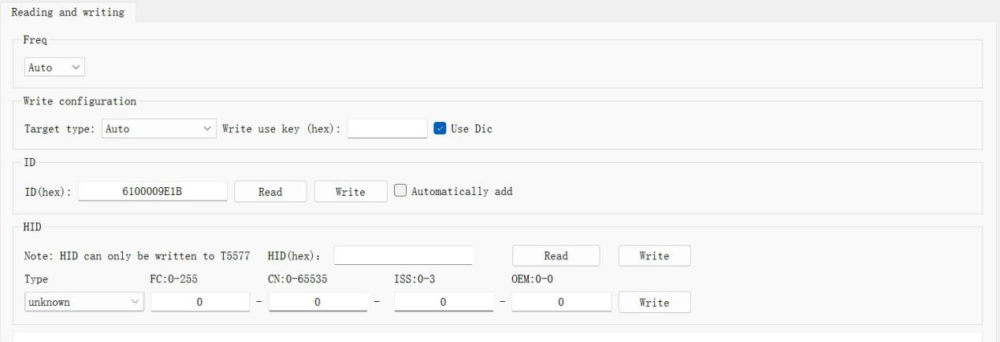 Reading and writing
Freq
Auto
Write configuration
Target type: Auto Write use key (hex): Use Dic
ID
ID(hex): 6100009E1B Read Write Automatically add
HID
Note: HID can only be written to T5577 HID(hex): Read Write
Type FC:0-255 CN:0-65535 ISS:0-3 OEM:0-0
unknown 0 - 0 - 0 - 0 Write